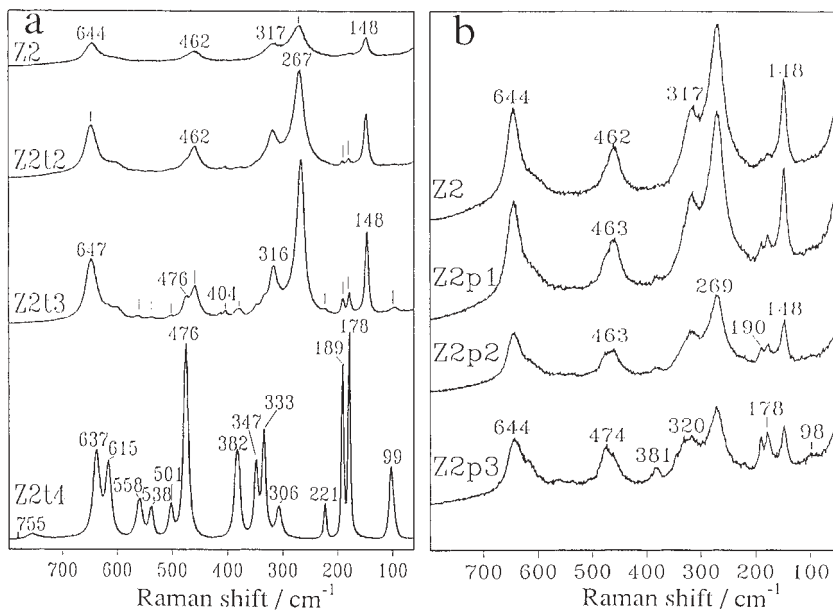 a
Z2
644
462
317
148
267
Z2t2
462
Z2t3
647
476
404
316
148
Z2t4
755
637
615
558
538
501
476
382
347
333
306
221
189
178
99
700 600 500 400 300 200 100
Raman shift / cm⁻¹
b
Z2
644
462
317
148
Z2p1
463
269
Z2p2
463
190
148
Z2p3
644
474
381
320
178
98
700 600 500 400 300 200 100
Raman shift / cm⁻¹